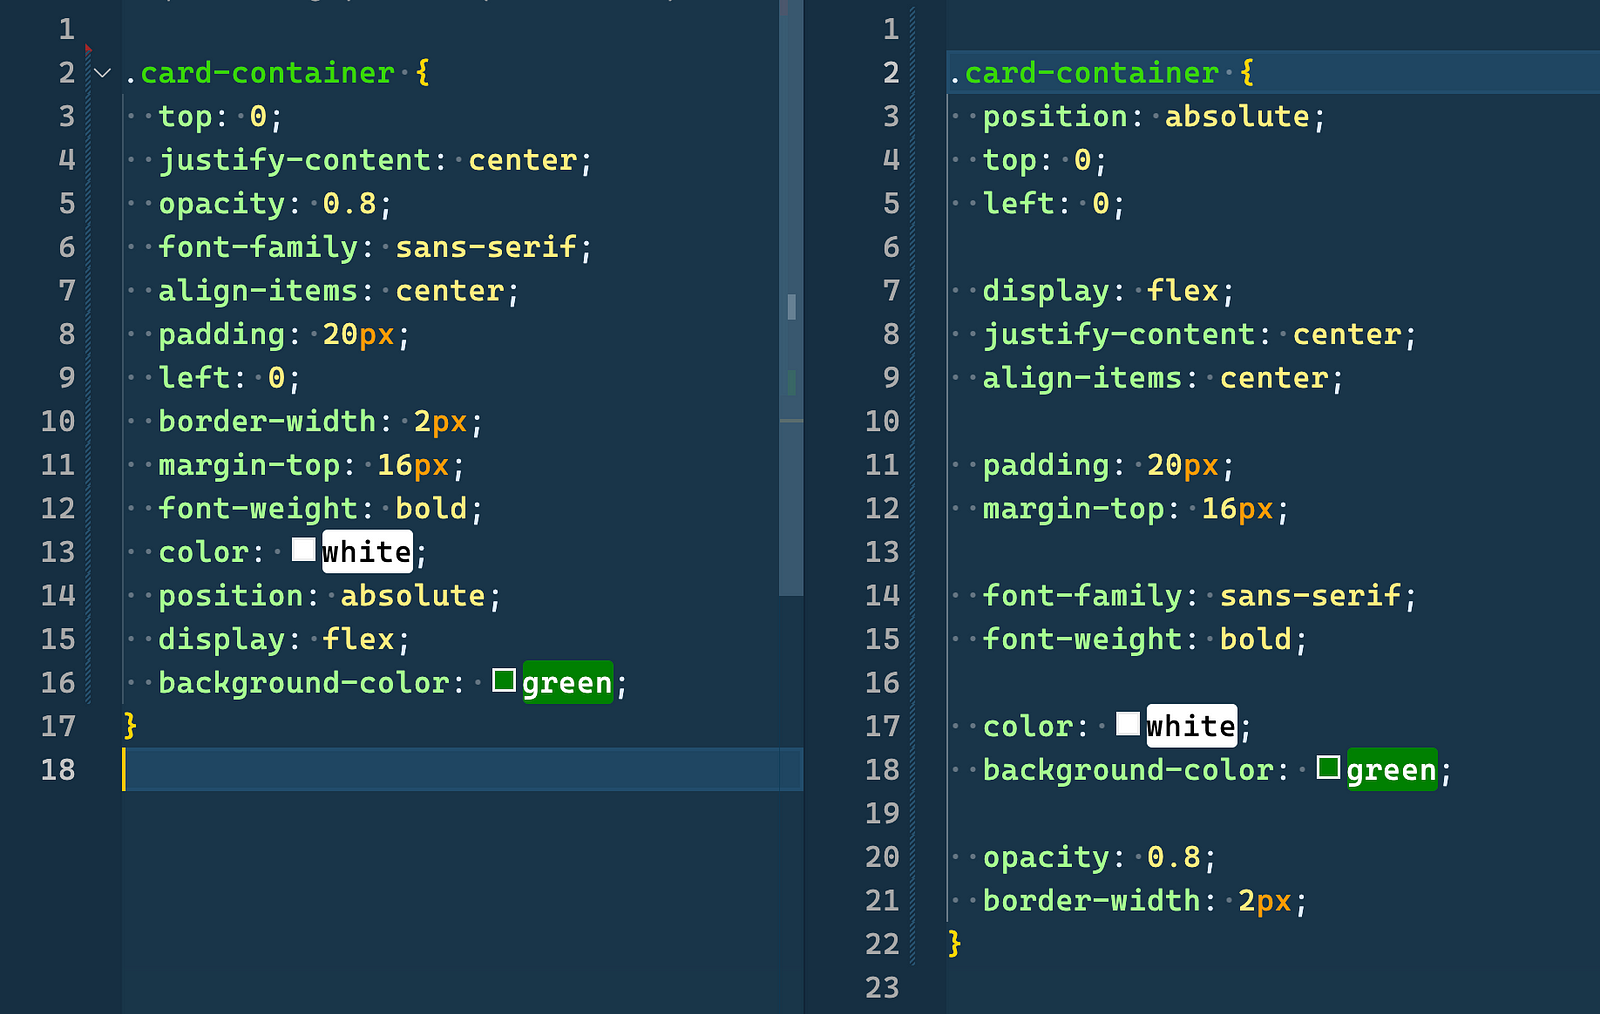 1
2 .card-container {
3 top: 0;
4 justify-content: center;
5 opacity: 0.8;
6 font-family: sans-serif;
7 align-items: center;
8 padding: 20px;
9 left: 0;
10 border-width: 2px;
11 margin-top: 16px;
12 font-weight: bold;
13 color: white;
14 position: absolute;
15 display: flex;
16 background-color: green;
17 }
18
1
2 .card-container {
3 position: absolute;
4 top: 0;
5 left: 0;
6
7 display: flex;
8 justify-content: center;
9 align-items: center;
10
11 padding: 20px;
12 margin-top: 16px;
13
14 font-family: sans-serif;
15 font-weight: bold;
16
17 color: white;
18 background-color: green;
19
20 opacity: 0.8;
21 border-width: 2px;
22 }
23